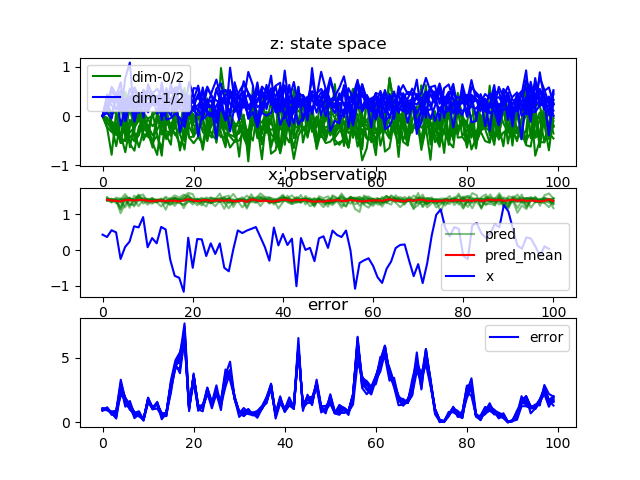 z: state space
1
0
−1
dim-0/2
dim-1/2
0 20 40 60 80 100
x: observation
1
0
−1
pred
pred_mean
x
0 20 40 60 80 100
error
5
0
error
0 20 40 60 80 100